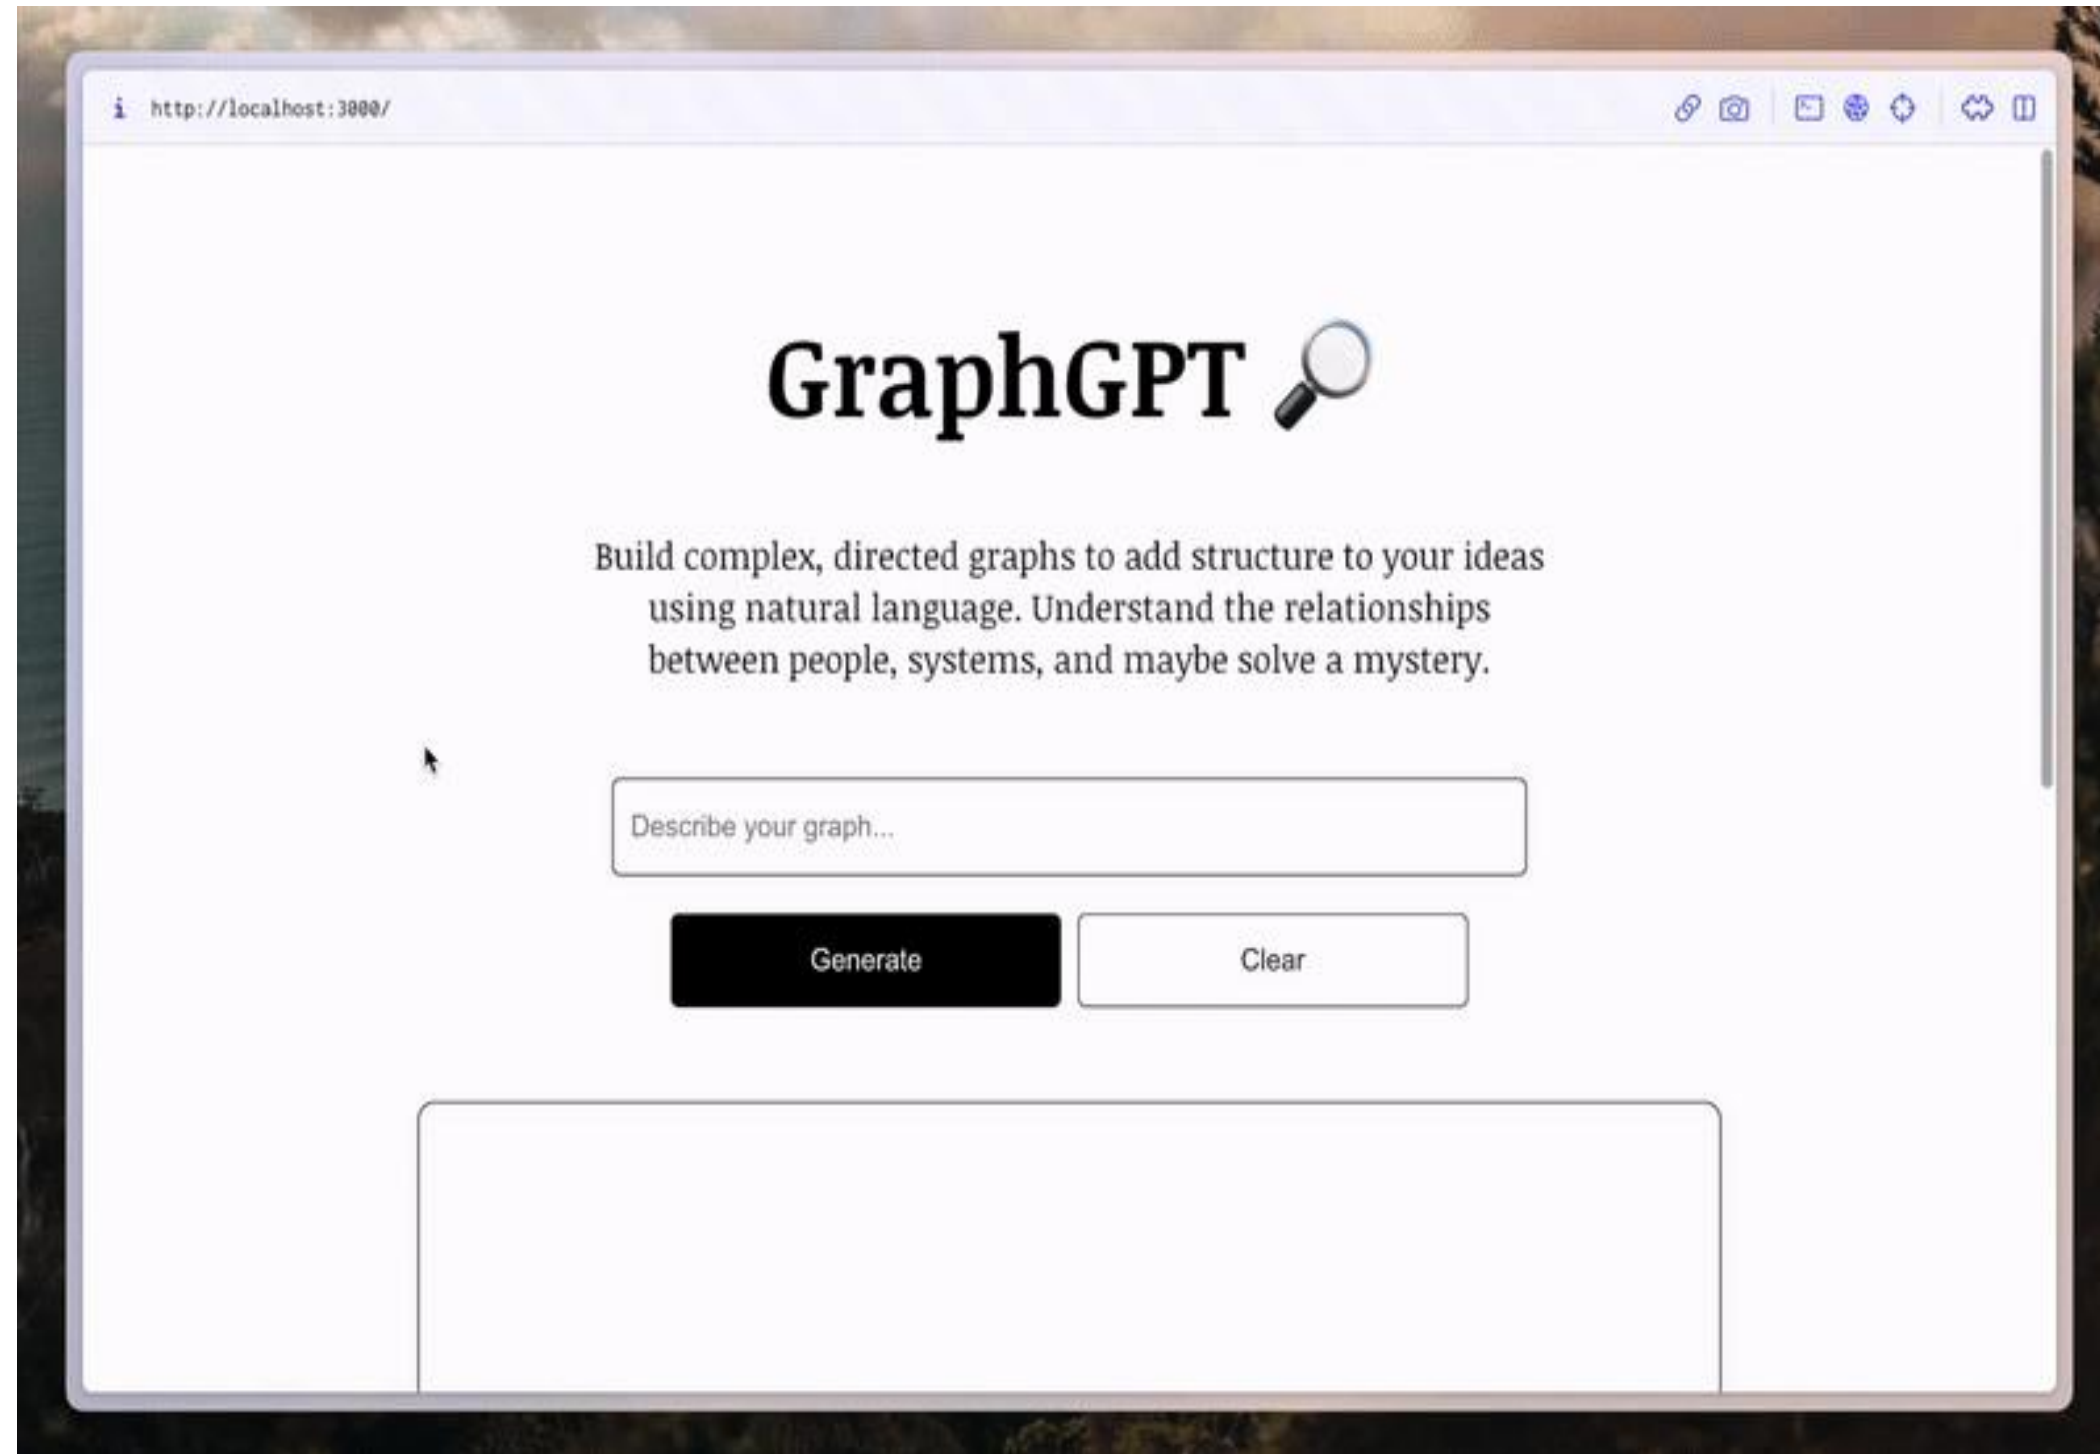 http://localhost:3000/
GraphGPT
Build complex, directed graphs to add structure to your ideas
using natural language. Understand the relationships
between people, systems, and maybe solve a mystery.
Describe your graph...
Generate
Clear